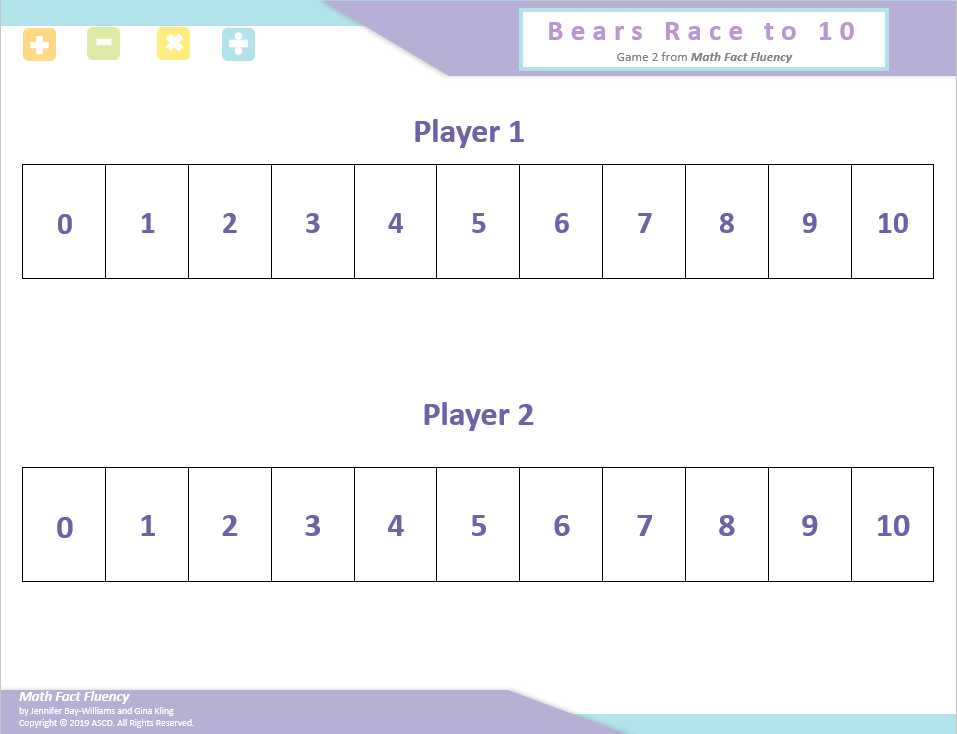 Bears Race to 10
Game 2 from Math Fact Fluency
Player 1
0 1 2 3 4 5 6 7 8 9 10
Player 2
0 1 2 3 4 5 6 7 8 9 10
Math Fact Fluency
by Jennifer Bay-Williams and Gina Kling
Copyright © 2019 ASCD. All Rights Reserved.